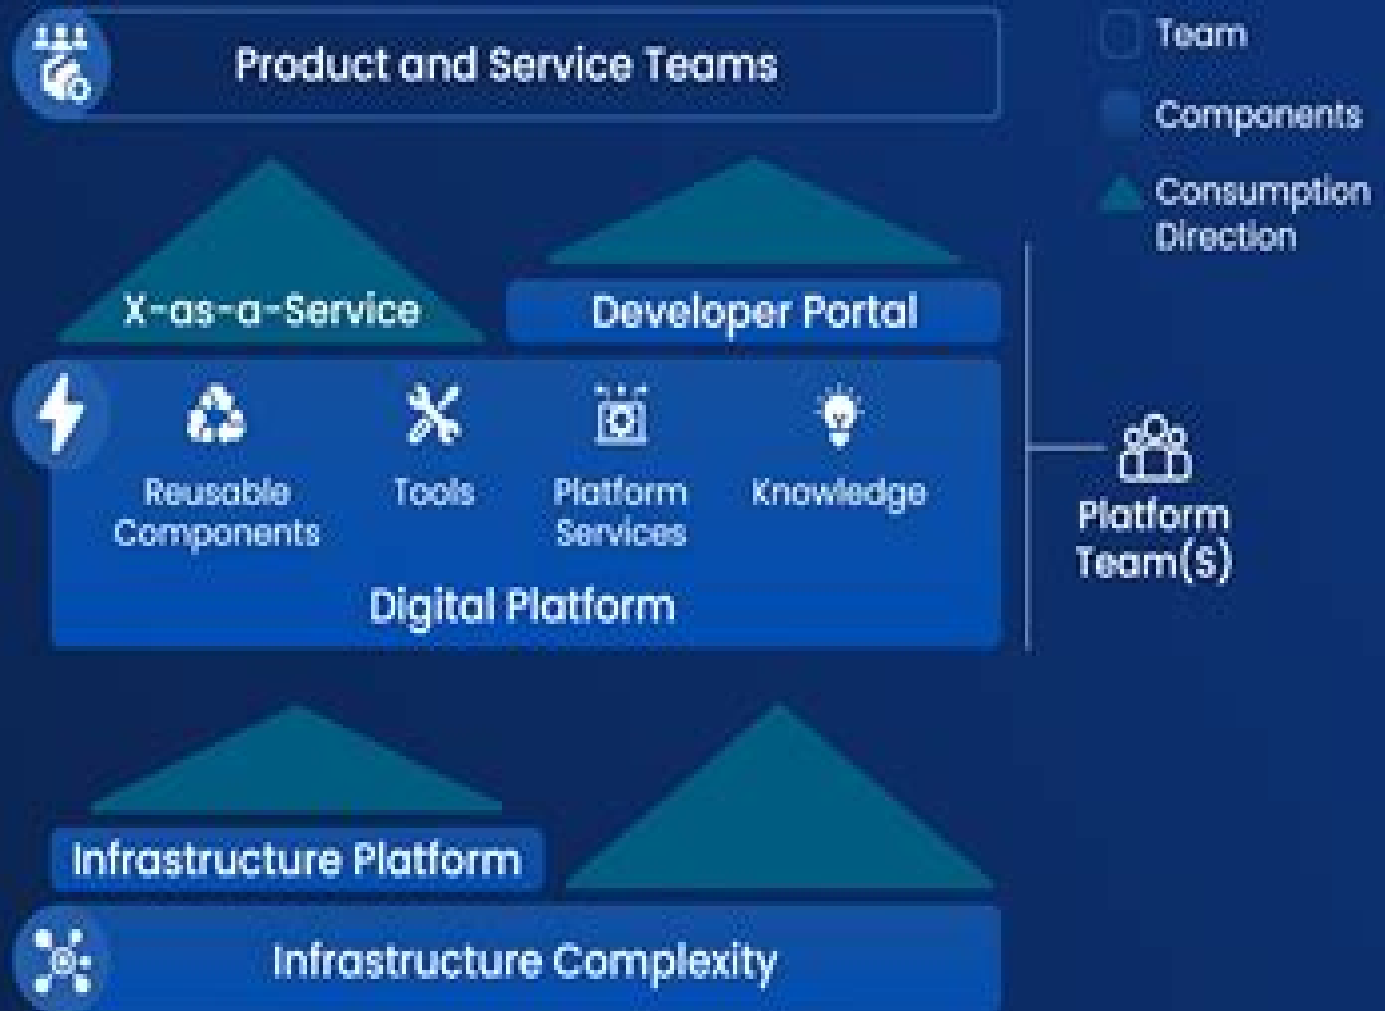 Product and Service Teams
Team
Components
Consumption
Direction
X-as-a-Service
Developer Portal
Reusable
Components
Tools
Platform
Services
Knowledge
Digital Platform
Platform
Team(S)
Infrastructure Platform
Infrastructure Complexity